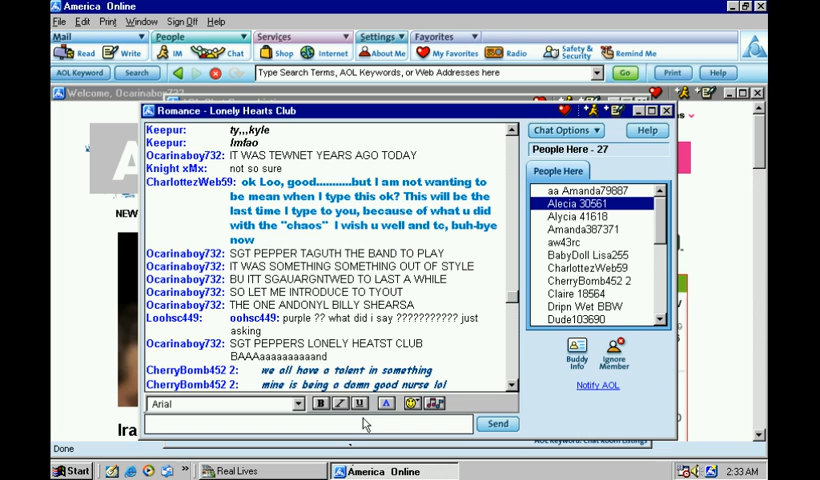 America Online
File Edit Print Window Sign Off Help
Mail People Services Settings Favorites
Read Write IM Chat Shop Internet About Me My Favorites Radio Safety & Security Remind Me
AOL Keyword Search Type Search Terms, AOL Keywords, or Web Addresses here Go Print Help
Welcome, Ocarinaboy732
Romance - Lonely Hearts Club
Keepur: ty,,,kyle
Keepur: lmfao
Ocarinaboy732: IT WAS TEWNET YEARS AGO TODAY
Knight xMx: not so sure
CharlottezWeb59: ok Loo, good...........but I am not wanting to
be mean when I type this ok? This will be the
last time I type to you, because of what u did
with the "chaos" I wish u well and tc, buh-bye
now
Ocarinaboy732: SGT PEPPER TAGUTH THE BAND TO PLAY
Ocarinaboy732: IT WAS SOMETHING SOMETHING OUT OF STYLE
Ocarinaboy732: BU ITT SGAUARGNTWED TO LAST A WHILE
Ocarinaboy732: SO LET ME INTRODUCE TO TYOUT
Ocarinaboy732: THE ONE ANDONYL BILLY SHEARSA
Loohsc449: oohsc449: purple ?? what did i say ??????????? just
asking
Ocarinaboy732: SGT PEPPERS LONELY HEATST CLUB
BAAAaaaaaaaaand
CherryBomb452 2: we all have a talent in something
CherryBomb452 2: mine is being a damn good nurse lol
Arial
B I U A
Send
Chat Options Help
People Here - 27
People Here
aa Amanda79887
Alecia 30561
Alycia 41618
Amanda387371
aw43rc
BabyDoll Lisa255
CharlottezWeb59
CherryBomb452 2
Claire 18564
Dripn Wet BBW
Dude103690
Buddy Info
Ignore Member
Notify AOL
NEW
Ira
AOL Keyword: Chat Room Listings
Done
Start Real Lives America Online 2:33 AM